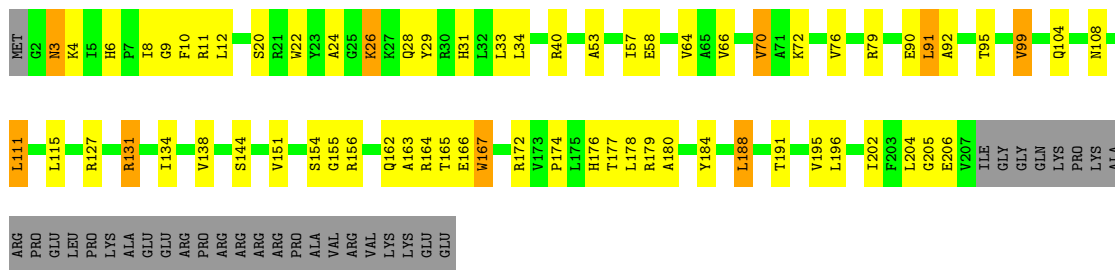 MET G2 N3 K4 I5 H6 P7 I8 G9 F10 R11 L12 S20 R21 W22 Y23 A24 G25 K26 K27 Q28 Y29 R30 H31 L32 L33 L34 R40 A53 I57 E58 V64 A65 V66 V70 A71 K72 V76 R79 E90 L91 A92 T95 V99 Q104 N108
L111 L115 R127 R131 I134 V138 S144 V151 S154 G155 R156 Q162 A163 R164 T165 E166 W167 R172 V173 P174 L175 H176 T177 L178 R179 A180 Y184 L188 T191 V195 L196 I202 F203 L204 G205 E206 V207 ILE GLY GLY GLN LYS PRO LYS ALA
ARG PRO GLU LEU PRO LYS ALA GLU GLU ARG PRO ARG ARG ARG ARG PRO ALA VAL ARG VAL LYS LYS GLU GLU